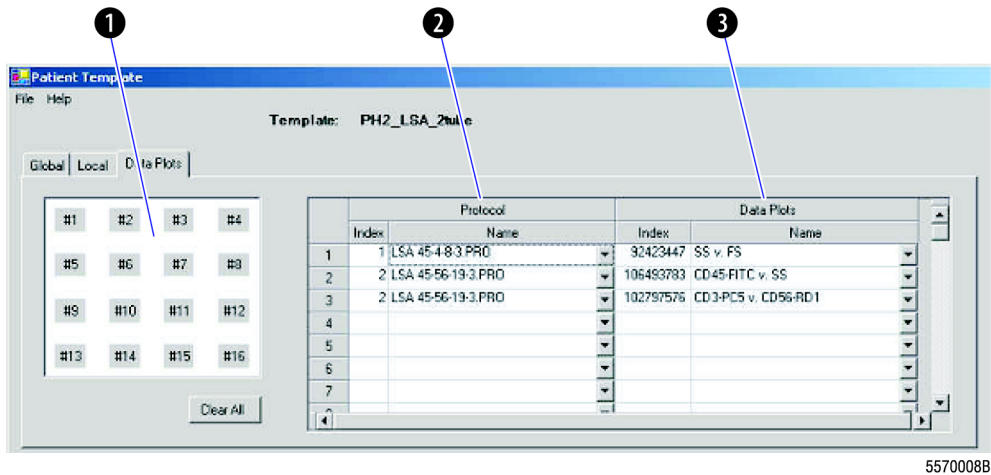 1 2 3
Patient Template
File Help
Template: PH2_LSA_2tube
Global Local Data Plots
#1 #2 #3 #4
#5 #6 #7 #8
#9 #10 #11 #12
#13 #14 #15 #16
Clear All
Protocol Data Plots
Index Name Index Name
1 1 LSA 45-4-8-3.PRO 92423447 SS v. FS
2 2 LSA 45-56-19-3.PRO 106493783 CD45-FITC v. SS
3 2 LSA 45-56-19-3.PRO 102797576 CD3-PC5 v. CD56-RD1
4
5
6
7
5570008B